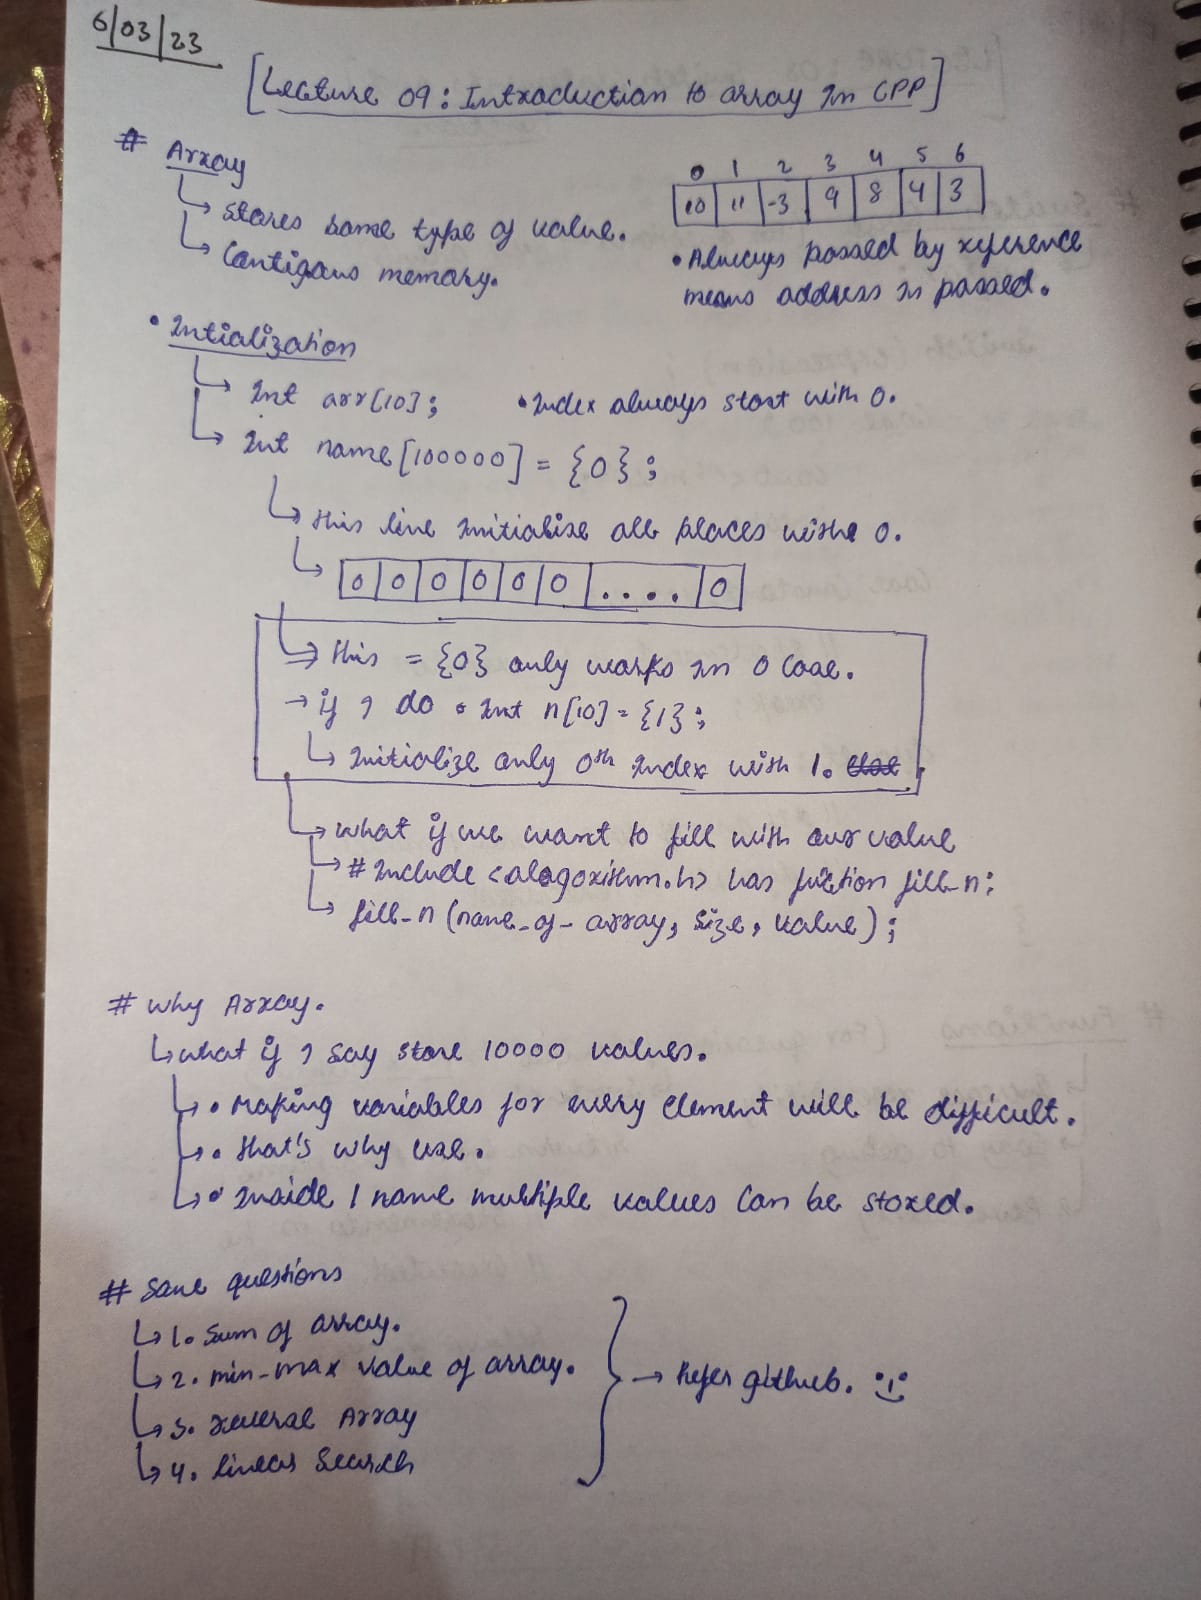 6/03/23
[Lecture 09: Introduction to array In CPP]
# Array
↳ Stores same type of value.
↳ Contigous memory.
0 1 2 3 4 5 6
10 11 -3 9 8 4 3
• Always passed by reference
means address is passed.
• Intialization
↳ Int arr[10];
• Index always start with 0.
↳ Int name[100000] = {0};
↳ this line Initialize all places withe 0.
↳ 0 0 0 0 0 0 .... 0
↳ this = {0} only works In 0 Case.
→ if I do • Int n[10] = {1};
↳ Initialize only 0th Index with 1.
↳ what if we want to fill with our value
↳ # Include <alogoxithm.h> has fuction fill_n:
↳ fill_n (name_of_array, size, value);
# why Array.
↳ what if I say store 10000 values.
↳ • Making variables for every element will be difficult.
↳ • that's why use.
↳ • Inside 1 name multiple values Can be stored.
# Some questions
↳ 1. Sum of array.
↳ 2. min-max value of array.
↳ 3. reverse Array
↳ 4. linear Search
→ Refer github.